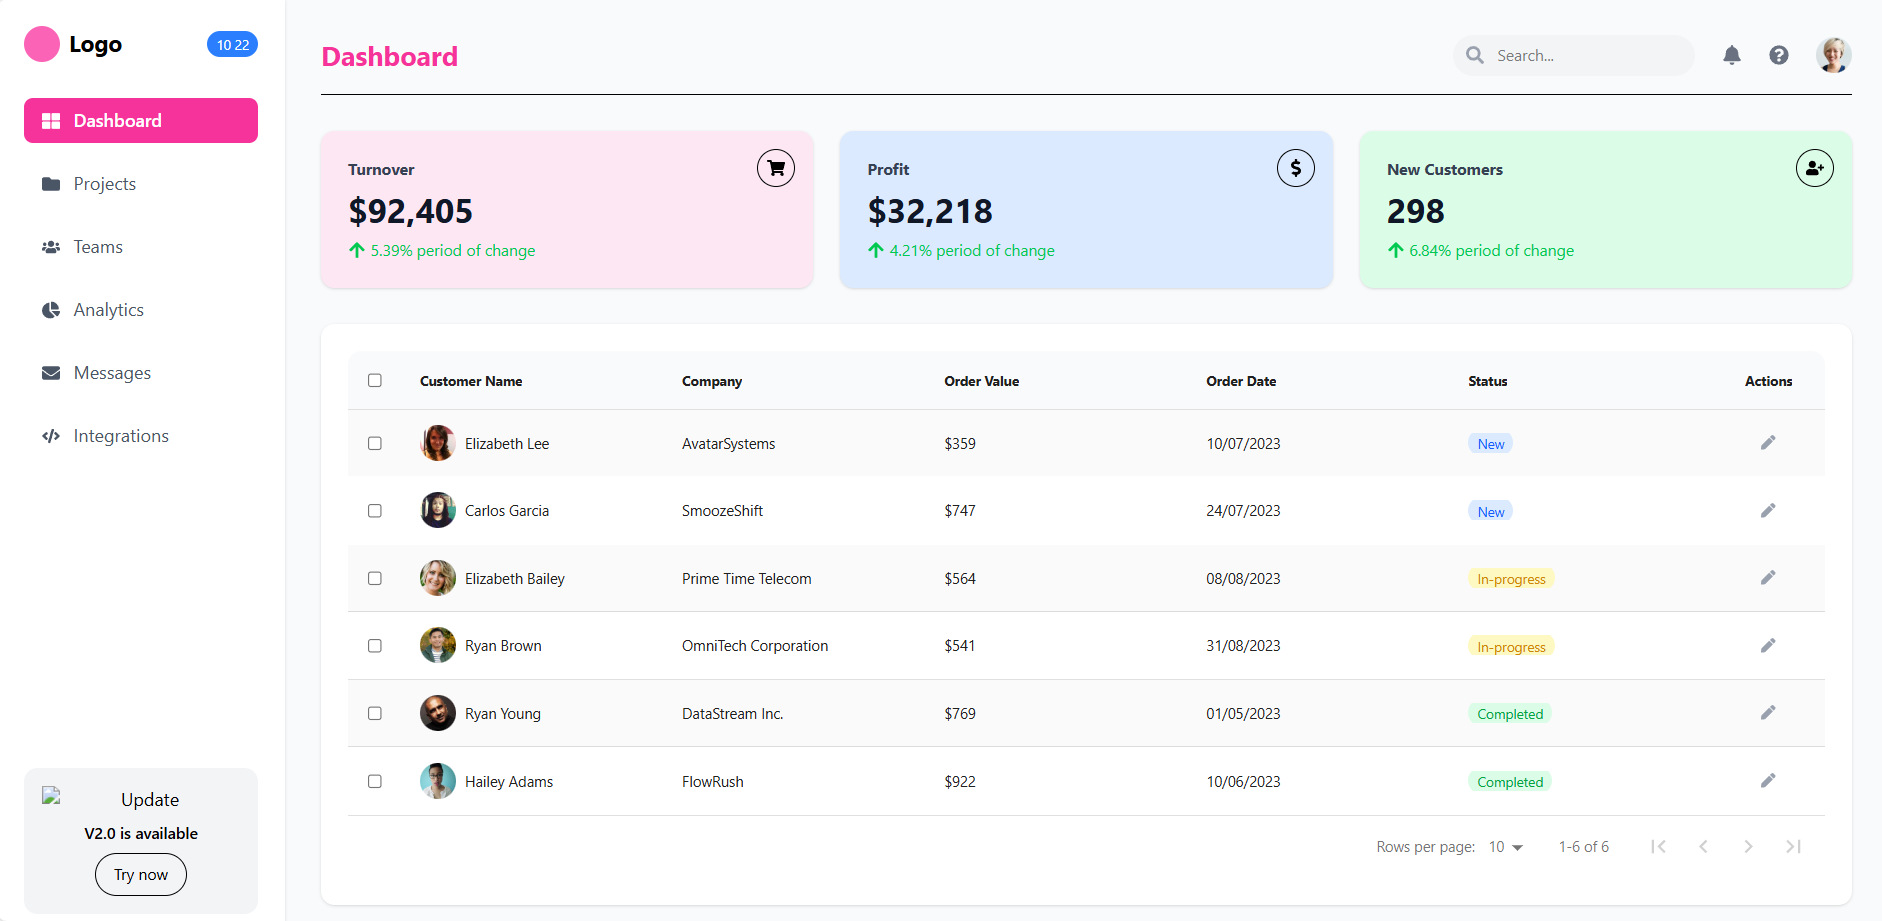 Logo
10 22
Dashboard
Projects
Teams
Analytics
Messages
Integrations
Update
V2.0 is available
Try now
Dashboard
Search...
Turnover
$92,405
5.39% period of change
Profit
$32,218
4.21% period of change
New Customers
298
6.84% period of change
Customer Name Company Order Value Order Date Status Actions
Elizabeth Lee AvatarSystems $359 10/07/2023 New
Carlos Garcia SmoozeShift $747 24/07/2023 New
Elizabeth Bailey Prime Time Telecom $564 08/08/2023 In-progress
Ryan Brown OmniTech Corporation $541 31/08/2023 In-progress
Ryan Young DataStream Inc. $769 01/05/2023 Completed
Hailey Adams FlowRush $922 10/06/2023 Completed
Rows per page: 10 1-6 of 6